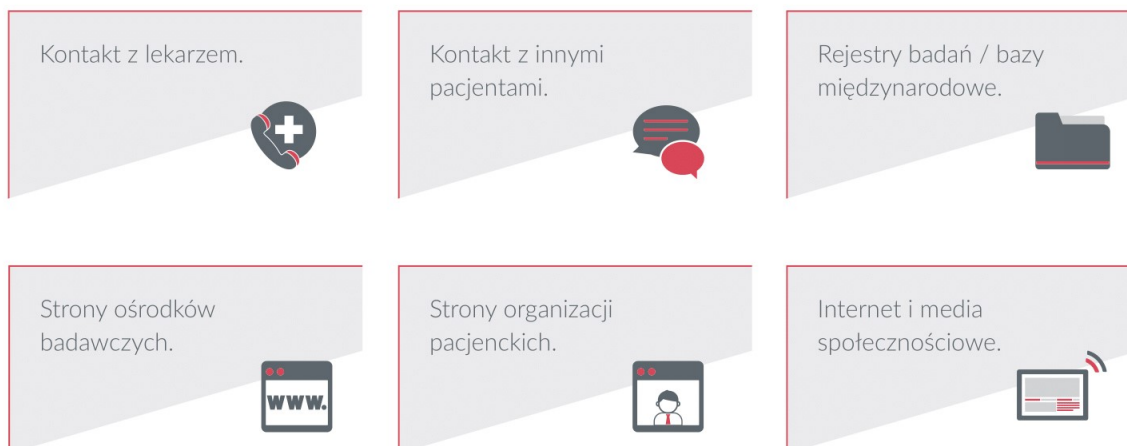 Kontakt z lekarzem.
Kontakt z innymi
pacjentami.
Rejestry badań / bazy
międzynarodowe.
Strony ośrodków
badawczych.
www.
Strony organizacji
pacjenckich.
Internet i media
społecznościowe.